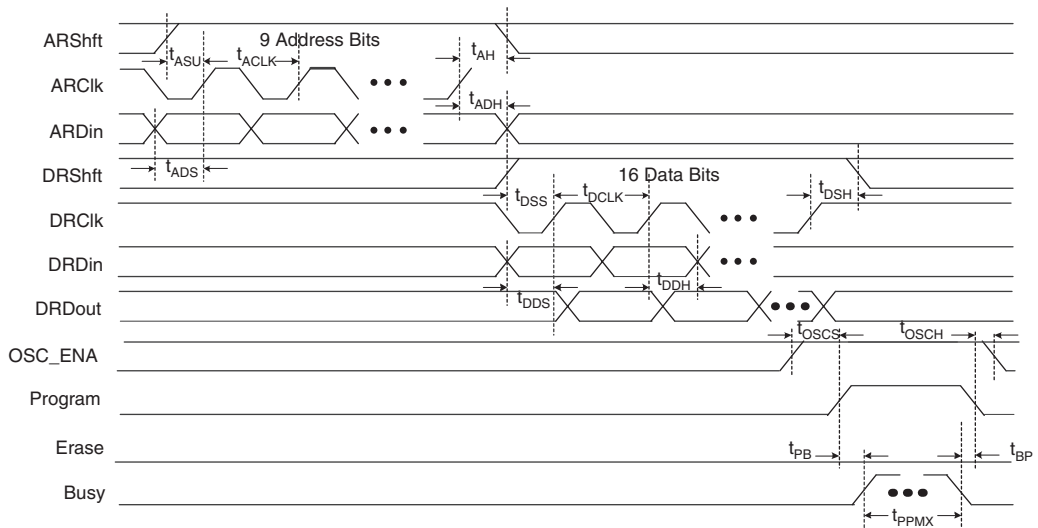 ARShft
9 Address Bits
tASU
tACLK
tAH
ARClk
tADH
ARDin
tADS
DRShft
16 Data Bits
tDSS
tDCLK
tDSH
DRClk
DRDin
tDDS
tDDH
DRDout
tOSCS
tOSCH
OSC_ENA
Program
Erase
tPB
tBP
Busy
tPPMX